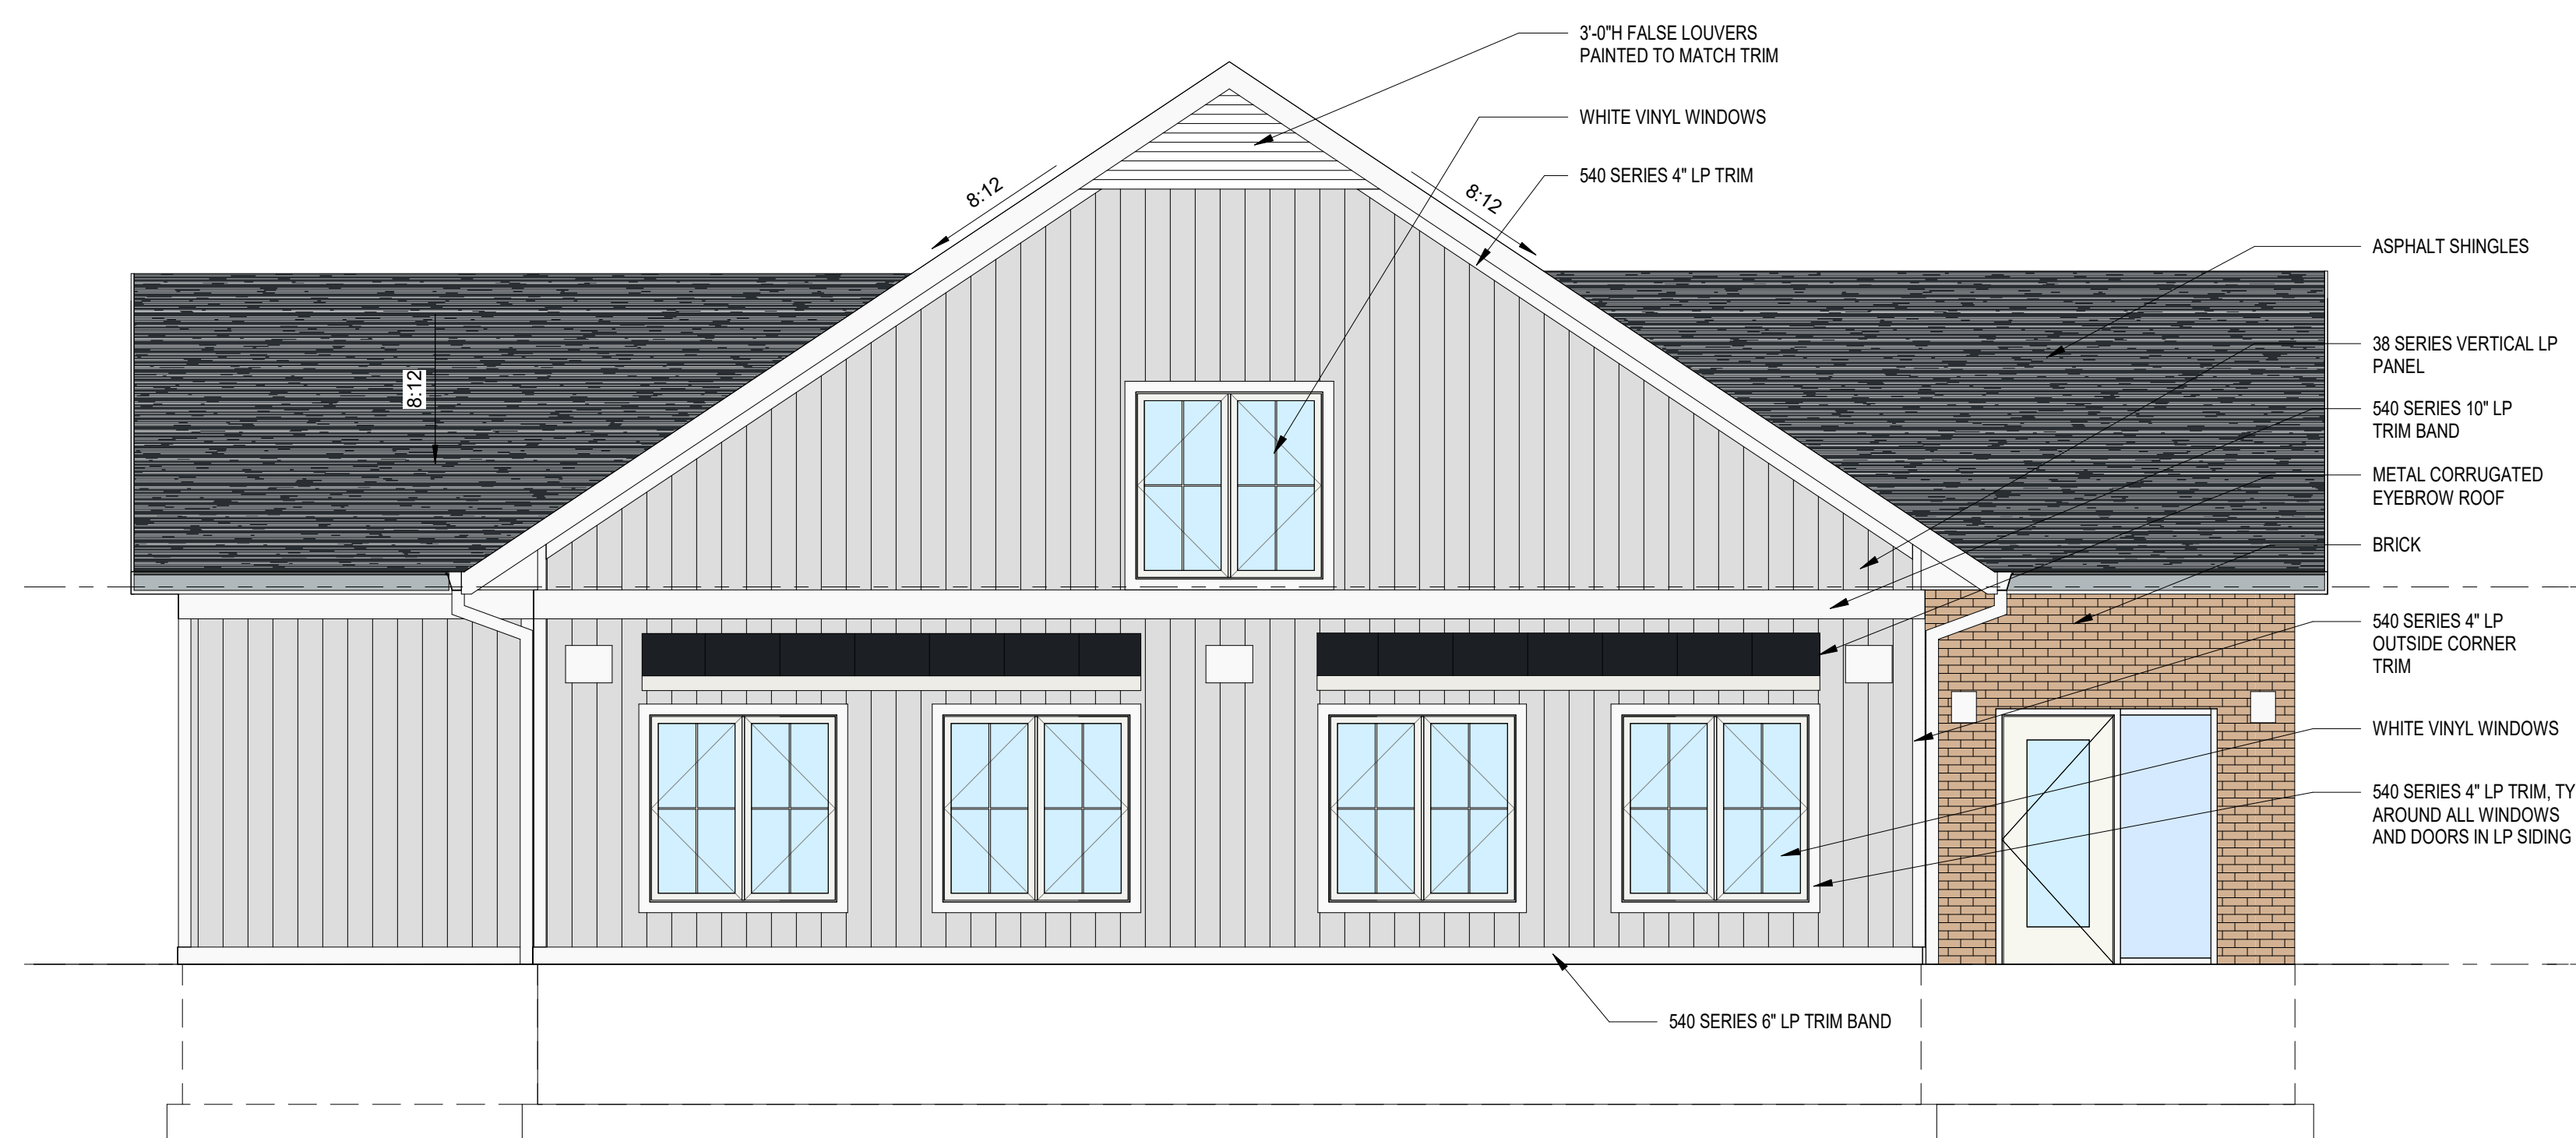 3'-0"H FALSE LOUVERS
PAINTED TO MATCH TRIM
WHITE VINYL WINDOWS
540 SERIES 4" LP TRIM
8:12
8:12
8:12
ASPHALT SHINGLES
38 SERIES VERTICAL LP
PANEL
540 SERIES 10" LP
TRIM BAND
METAL CORRUGATED
EYEBROW ROOF
BRICK
540 SERIES 4" LP
OUTSIDE CORNER
TRIM
WHITE VINYL WINDOWS
540 SERIES 4" LP TRIM, TY
AROUND ALL WINDOWS
AND DOORS IN LP SIDING
540 SERIES 6" LP TRIM BAND